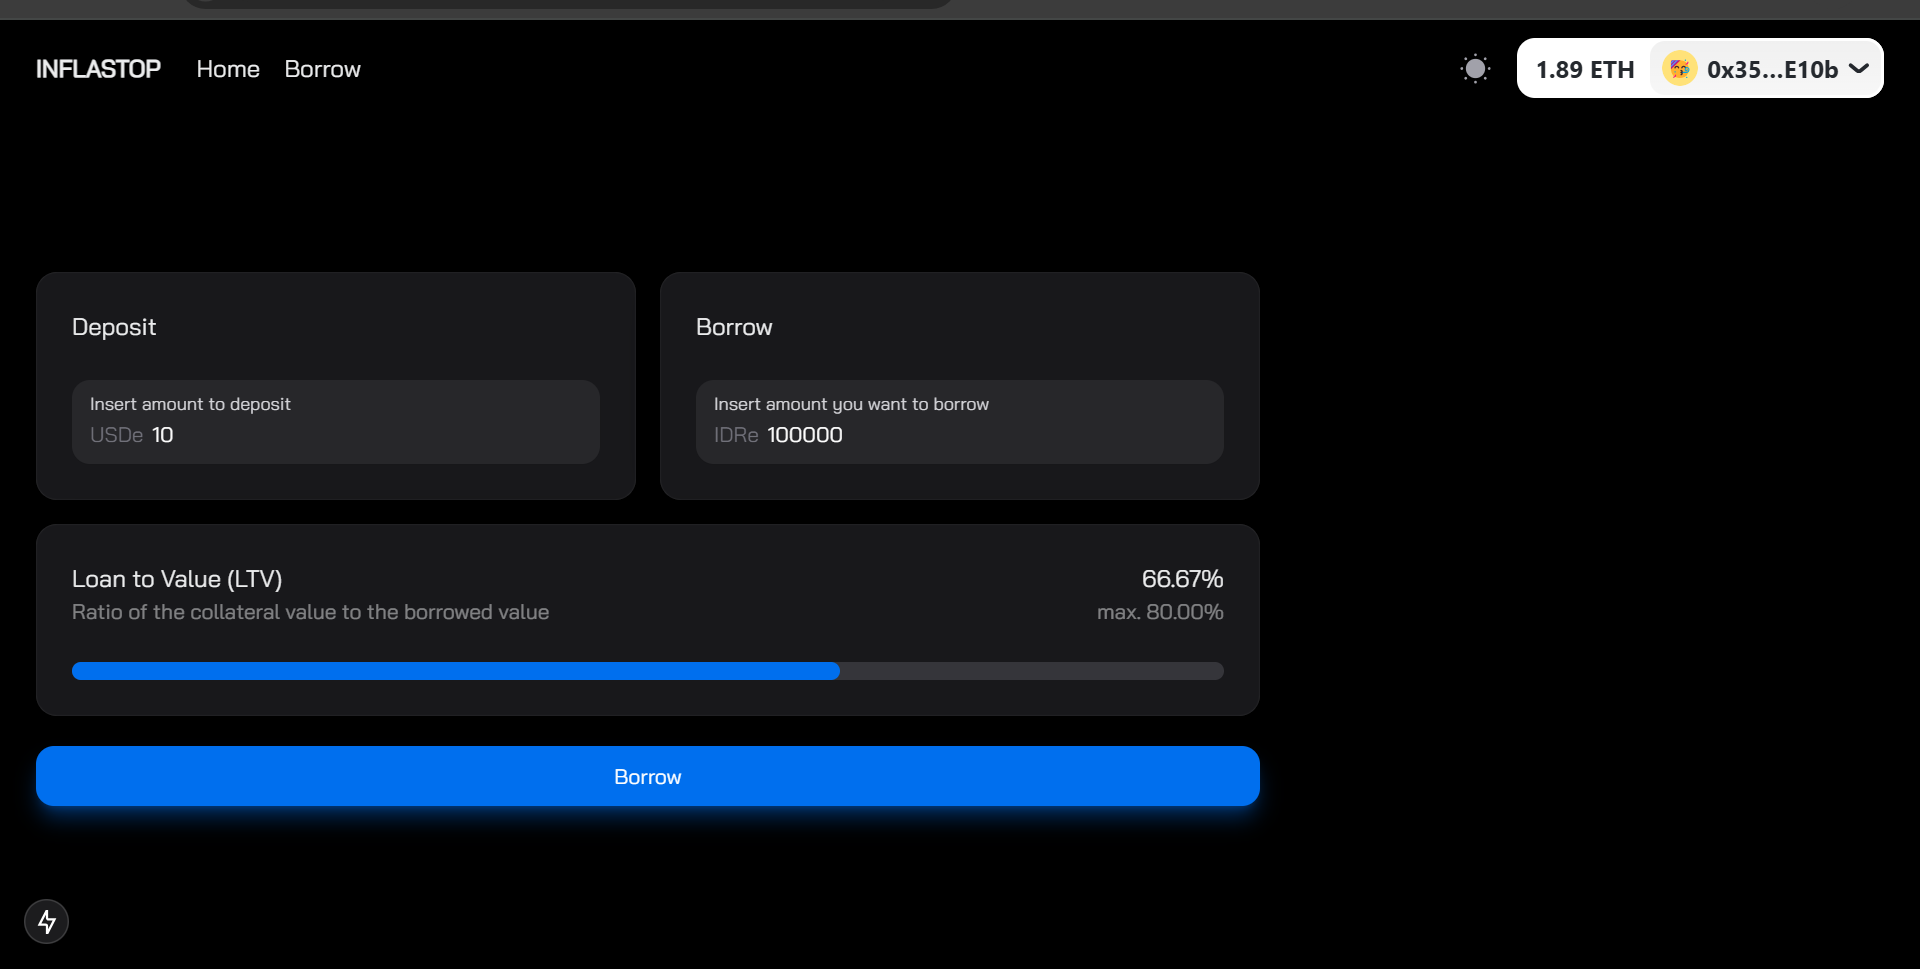 INFLASTOP Home Borrow 1.89 ETH 0x35...E10b
Deposit
Insert amount to deposit
USDe 10
Borrow
Insert amount you want to borrow
IDRe 100000
Loan to Value (LTV) 66.67%
Ratio of the collateral value to the borrowed value max. 80.00%
Borrow